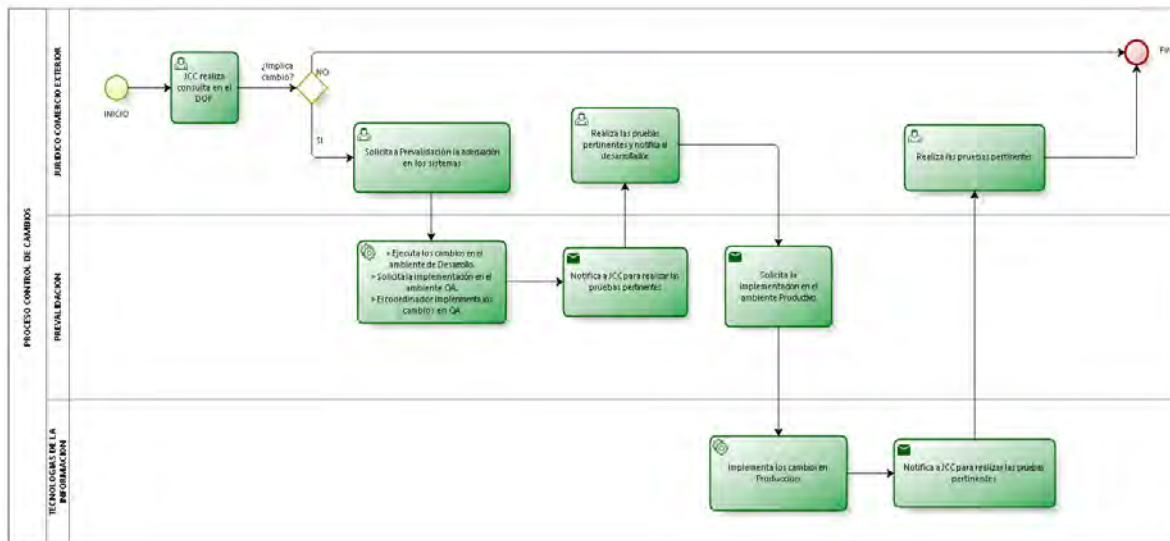 PROCESO CONTROL DE CAMBIOS
JURIDICO COMERCIO EXTERIOR
INICIO
JCC realiza
consulta en el
DOF
¿Implica
cambio?
NO
SI
Solicita a Prevalidación la adecuación
en los sistemas
Realiza las pruebas
pertinentes y notifica al
desarrollador
Realiza las pruebas pertinentes
FIN
PREVALIDACION
> Ejecuta los cambios en el
ambiente de Desarrollo.
> Solicita la implementación en el
ambiente QA.
> El coordinador implementa los
cambios en QA
Notifica a JCC para realizar las
pruebas pertinentes
Solicita la
implementación en el
ambiente Productivo.
TECNOLOGIAS DE LA
INFORMACION
Implementa los cambios en
Produccion
Notifica a JCC para realizar las pruebas
pertinentes